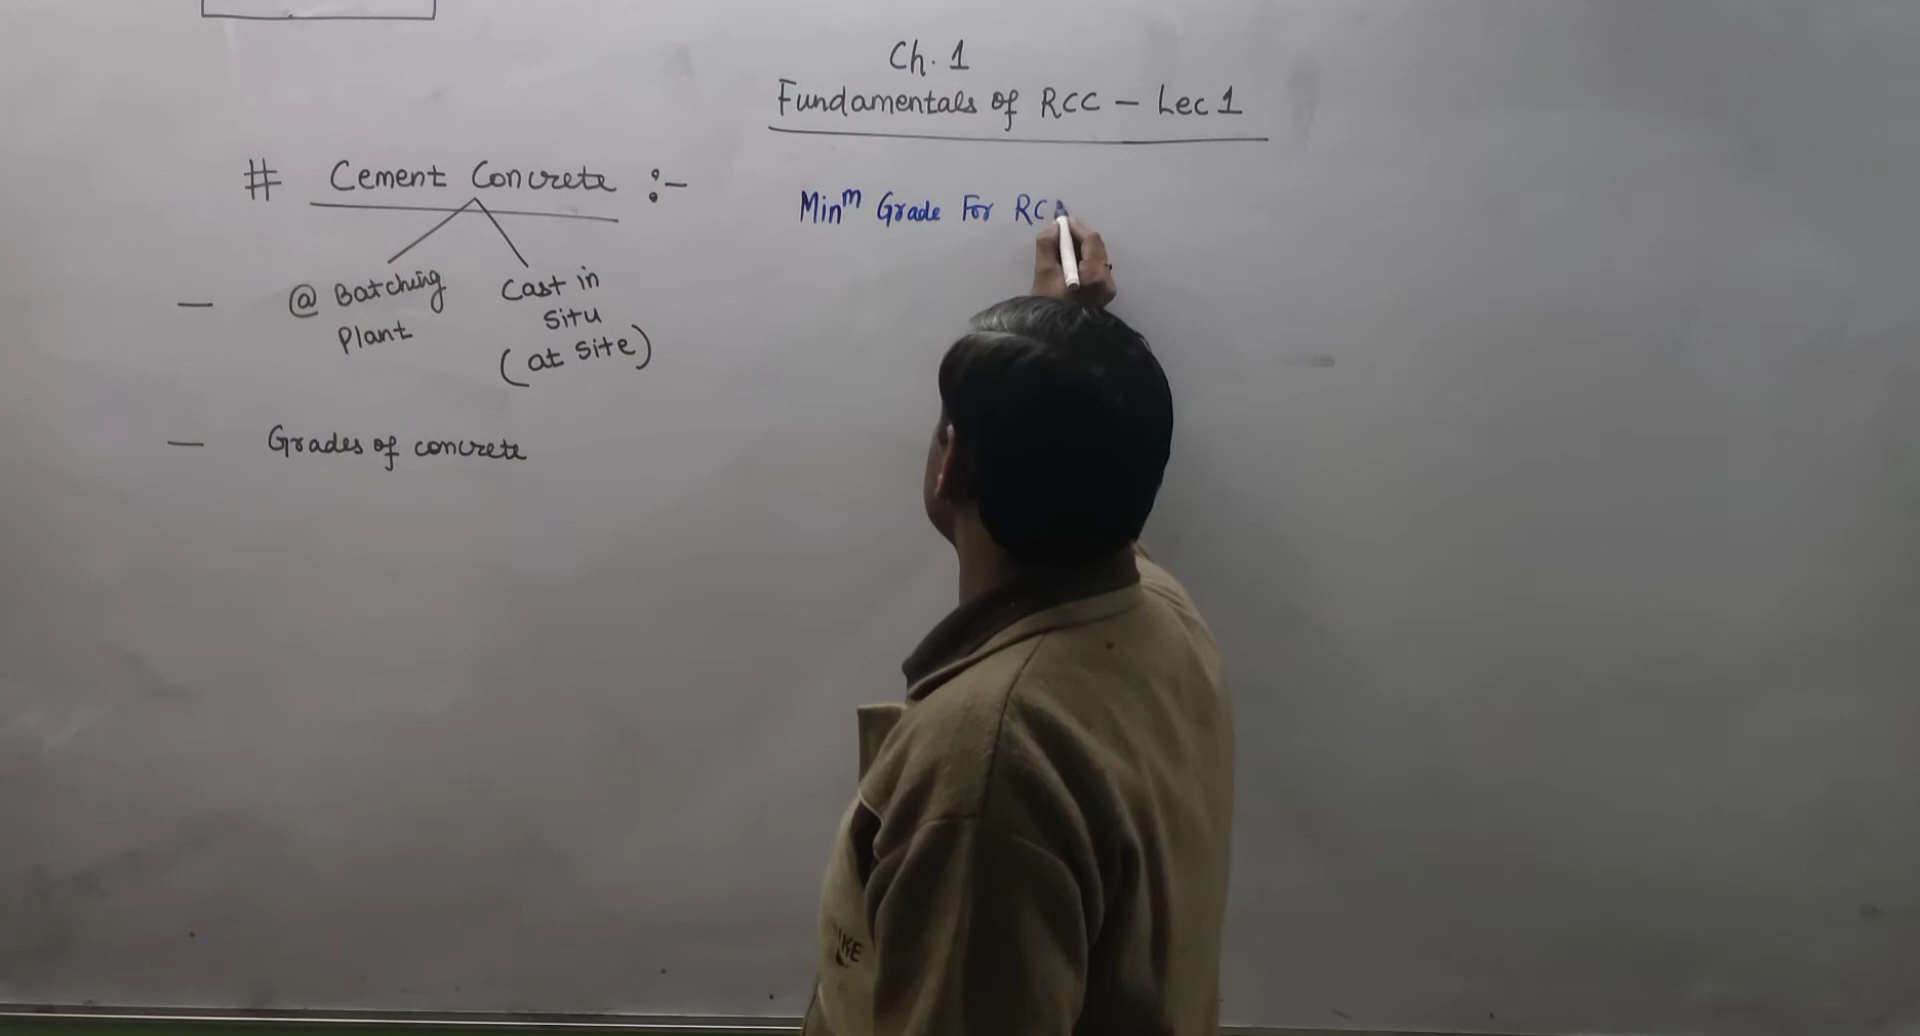 Ch. 1
Fundamentals of RCC – Lec 1
# Cement Concrete :-
— @ Batching
Plant
Cast in
situ
(at site)
— Grades of concrete
Minᵐ Grade For RC